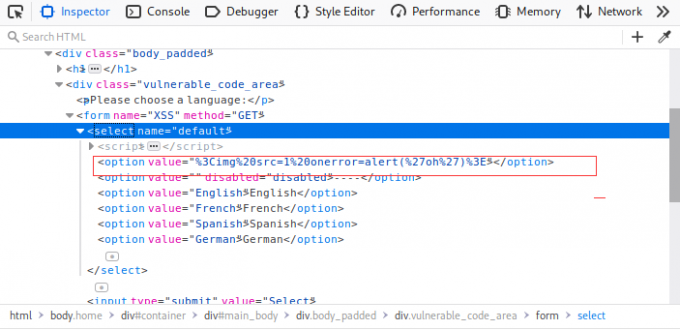 Inspector Console Debugger Style Editor Performance Memory Network
Search HTML
<div class="body_padded">
<h1> </h1>
<div class="vulnerable_code_area">
<p>Please choose a language:</p>
<form name="XSS" method="GET">
<select name="default">
<script> </script>
<option value="%3Cimg%20src=1%20onerror=alert(%27oh%27)%3E"></option>
<option value="" disabled="disabled">----</option>
<option value="English">English</option>
<option value="French">French</option>
<option value="Spanish">Spanish</option>
<option value="German">German</option>
</select>
<input type="submit" value="Select">
html body.home div#container div#main_body div.body_padded div.vulnerable_code_area form select